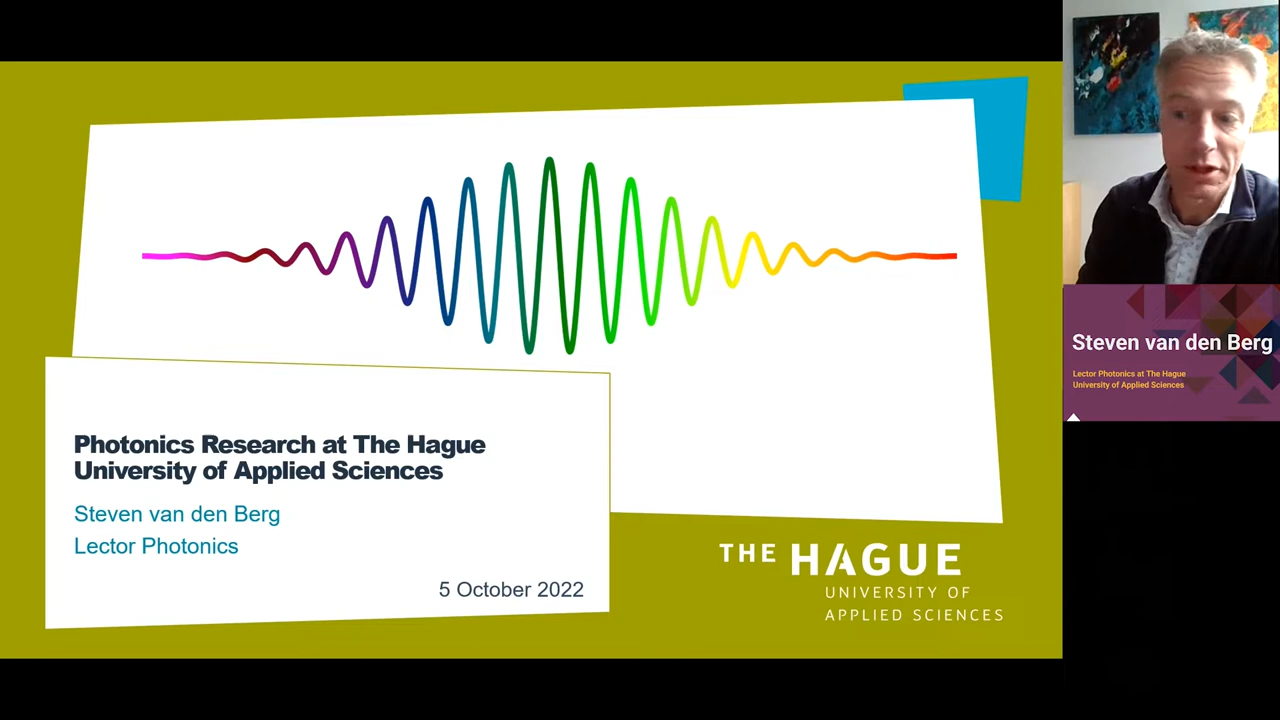 Photonics Research at The Hague
University of Applied Sciences
Steven van den Berg
Lector Photonics
5 October 2022
THE HAGUE
UNIVERSITY OF
APPLIED SCIENCES
Steven van den Berg
Lector Photonics at The Hague
University of Applied Sciences